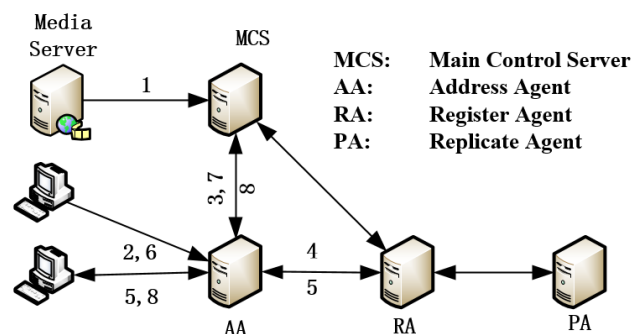 Media
Server
MCS
1
MCS: Main Control Server
AA: Address Agent
RA: Register Agent
PA: Replicate Agent
3, 7
8
2, 6
5, 8
4
5
AA
RA
PA